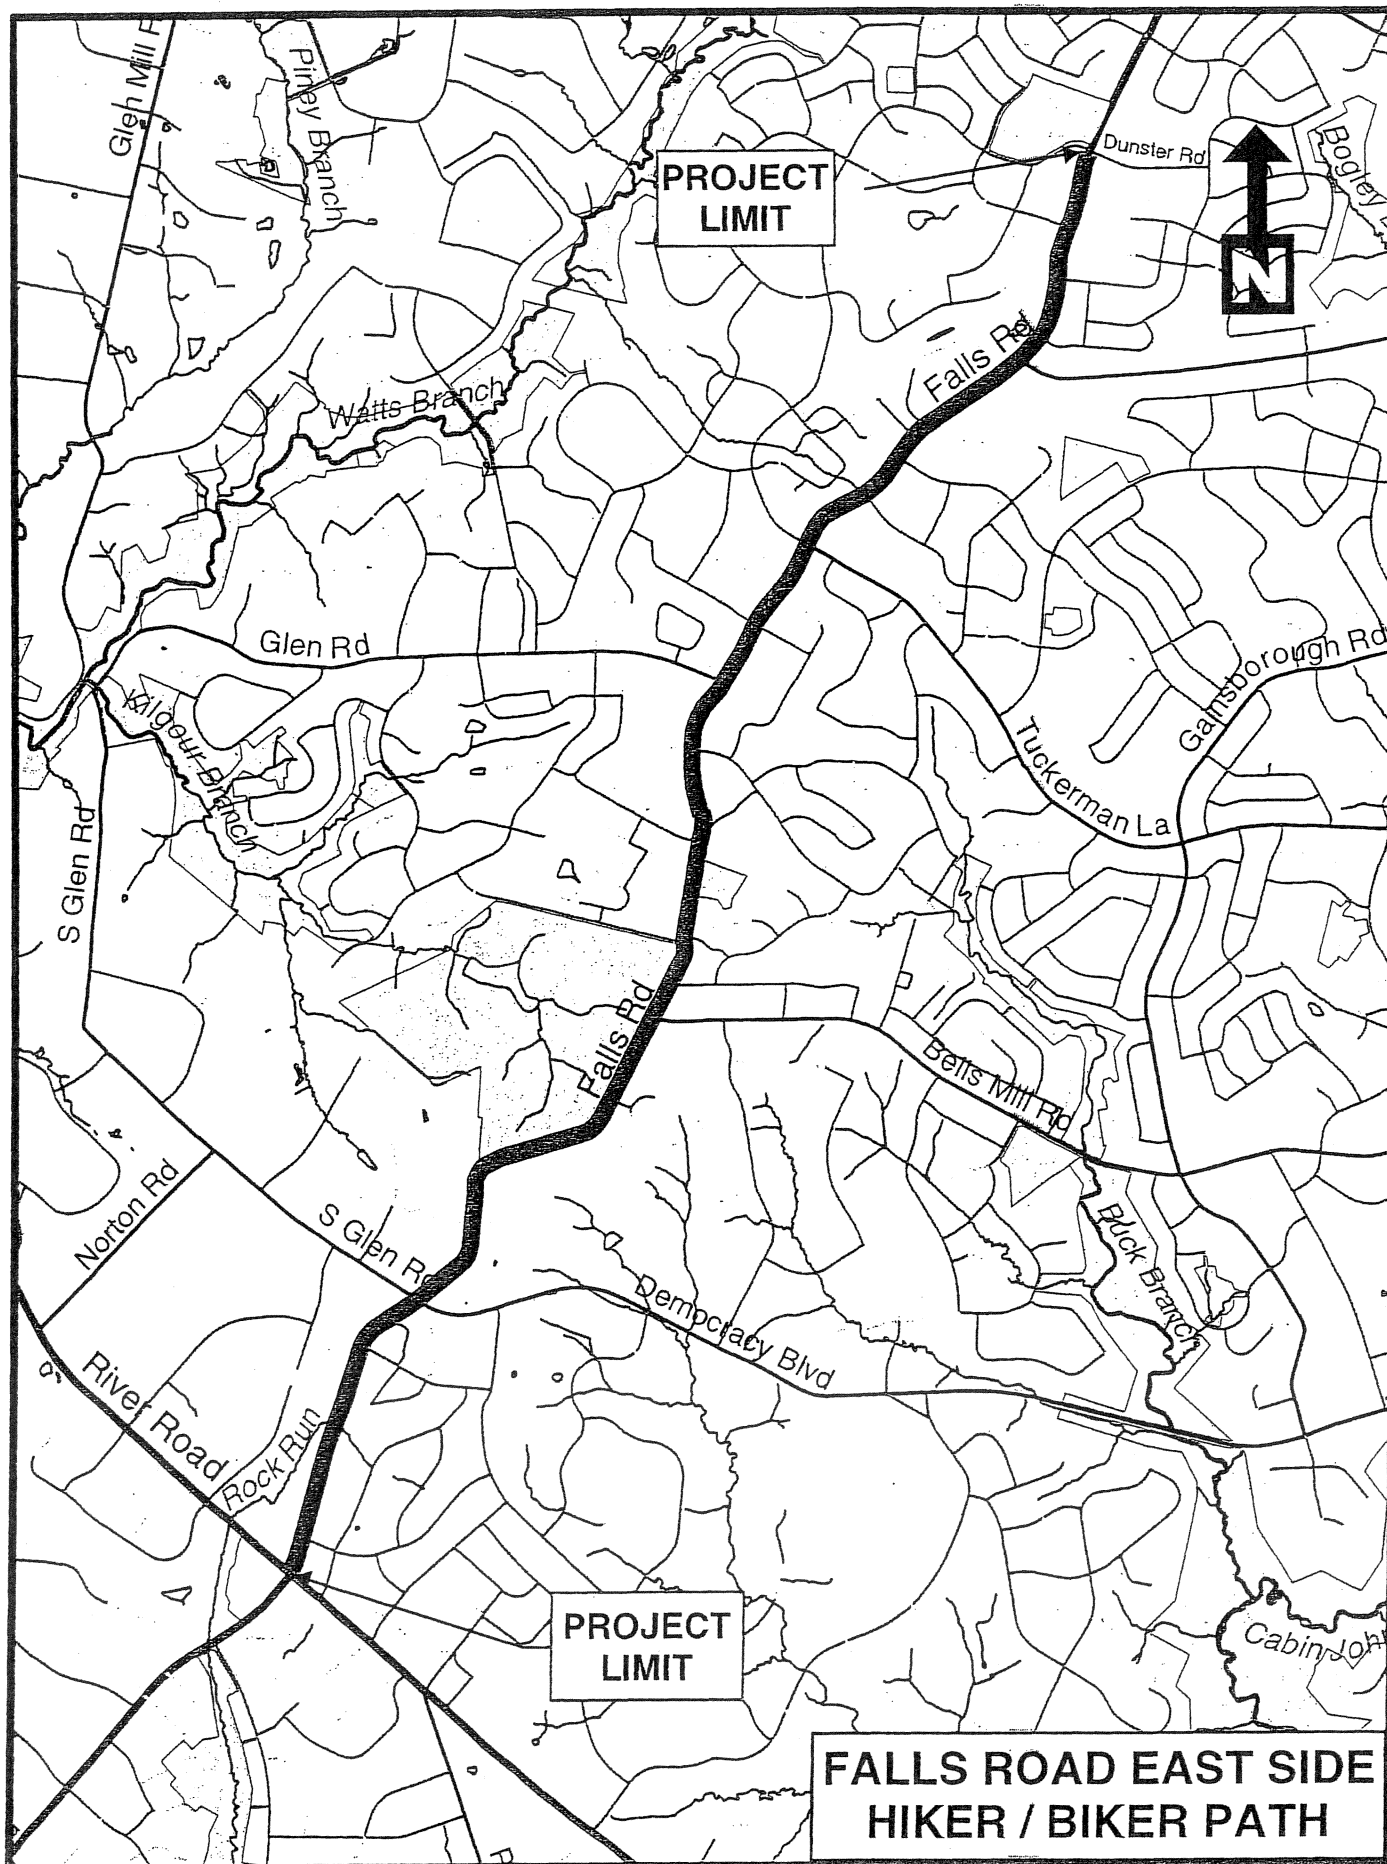 Glen Mill R
Piney Branch
PROJECT
LIMIT
Dunster Rd
Bogley
N
Falls Rd
Watts Branch
Glen Rd
Gainsborough Rd
Kilgour Branch
Tuckerman La
S Glen Rd
Falls Rd
Bells Mill Rd
Norton Rd
S Glen Rd
Buck Branch
Democracy Blvd
River Road
Rock Run
PROJECT
LIMIT
Cabin John
FALLS ROAD EAST SIDE
HIKER / BIKER PATH